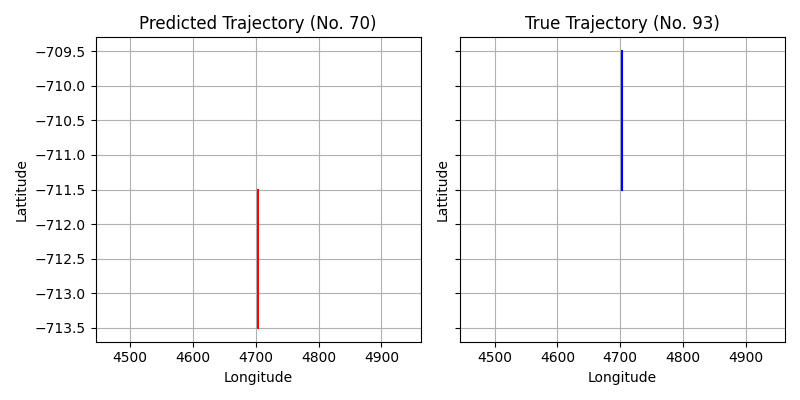 Predicted Trajectory (No. 70)
True Trajectory (No. 93)
−709.5
−710.0
−710.5
−711.0
−711.5
−712.0
−712.5
−713.0
−713.5
Lattitude
Lattitude
4500 4600 4700 4800 4900
4500 4600 4700 4800 4900
Longitude
Longitude